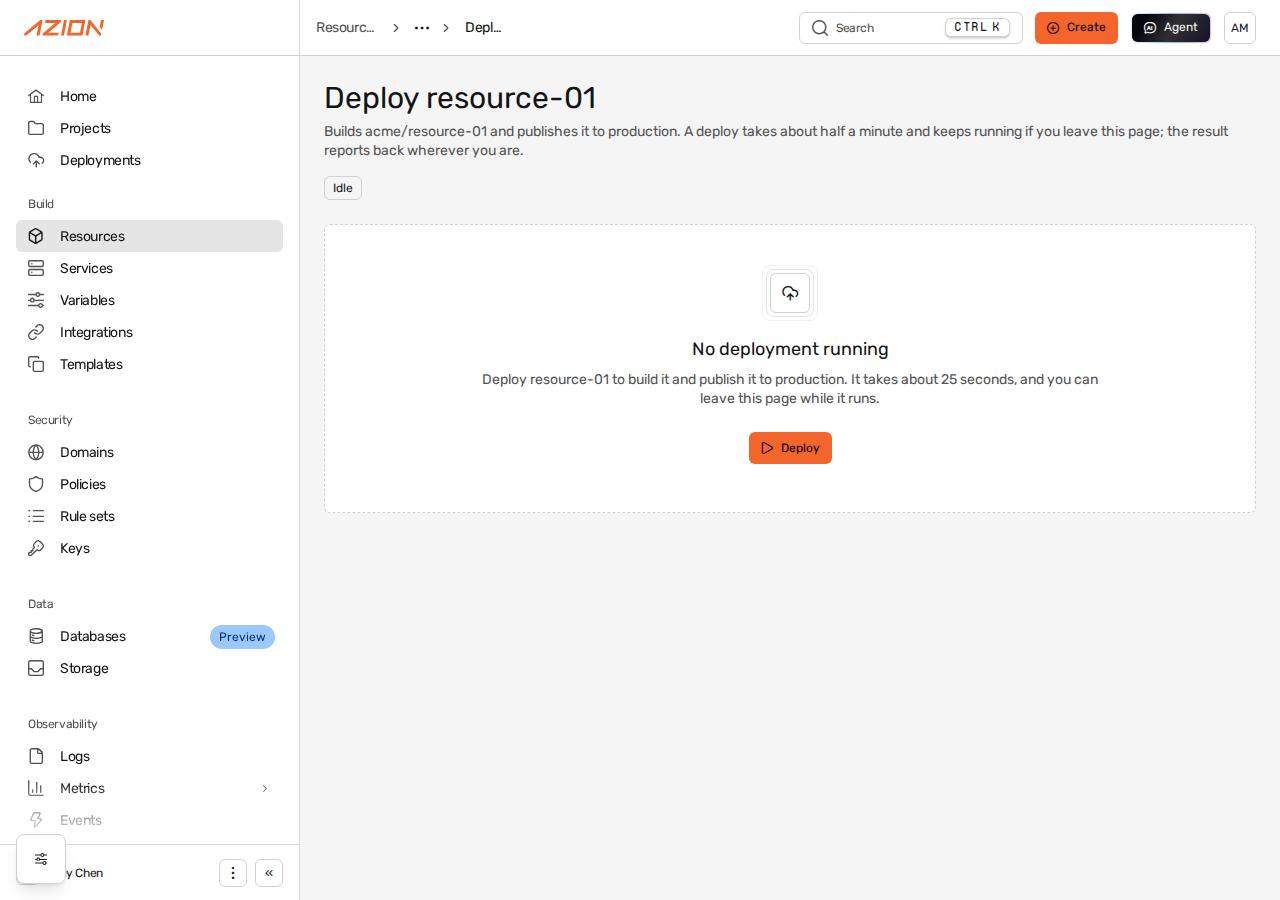 AZION
Resourc...
Depl...
Search
CTRL K
Create
Agent
AM
Home
Projects
Deployments
Build
Resources
Services
Variables
Integrations
Templates
Security
Domains
Policies
Rule sets
Keys
Data
Databases
Preview
Storage
Observability
Logs
Metrics
Events
y Chen
Deploy resource-01
Builds acme/resource-01 and publishes it to production. A deploy takes about half a minute and keeps running if you leave this page; the result
reports back wherever you are.
Idle
No deployment running
Deploy resource-01 to build it and publish it to production. It takes about 25 seconds, and you can
leave this page while it runs.
Deploy